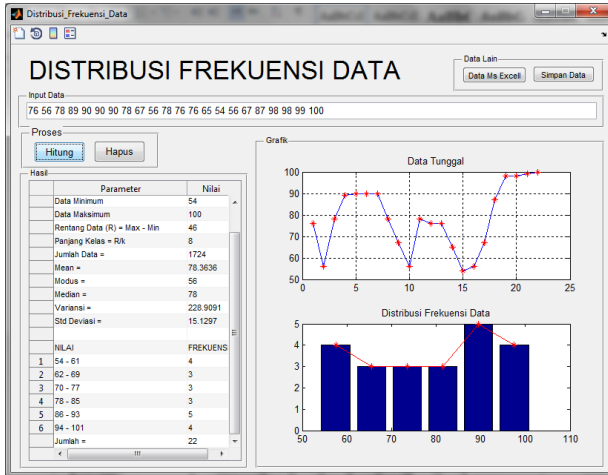 Distribusi_Frekuensi_Data
DISTRIBUSI FREKUENSI DATA
Data Lain
Data Ms Excell
Simpan Data
Input Data
76 56 78 89 90 90 90 78 67 56 78 76 76 65 54 56 67 87 98 98 99 100
Proses
Hitung
Hapus
Hasil
Parameter Nilai
Data Minimum 54
Data Maksimum 100
Rentang Data (R) = Max - Min 46
Panjang Kelas = R/k 8
Jumlah Data = 1724
Mean = 78.3636
Modus = 56
Median = 78
Variansi = 228.9091
Std Deviasi = 15.1297
NILAI FREKUENS
1 54 - 61 4
2 62 - 69 3
3 70 - 77 3
4 78 - 85 3
5 86 - 93 5
6 94 - 101 4
Jumlah = 22
Grafik
Data Tunggal
100
90
80
70
60
50
0 5 10 15 20 25
Distribusi Frekuensi Data
5
4
3
2
1
0
50 60 70 80 90 100 110